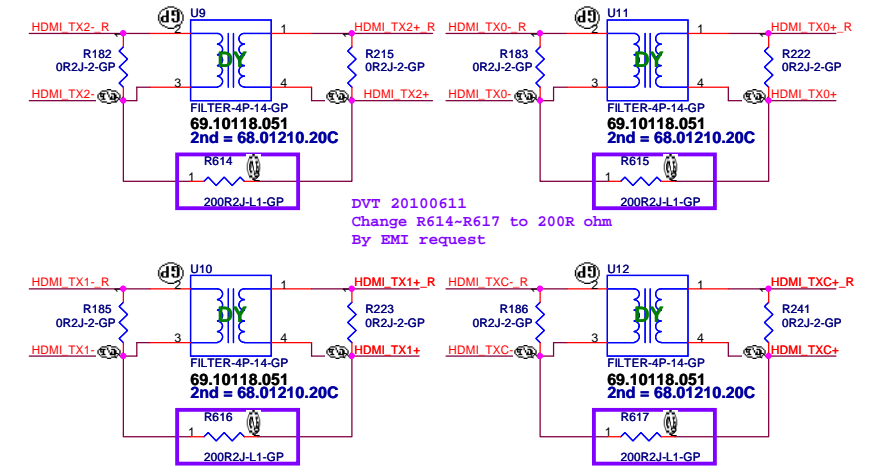 U9
GP
HDMI_TX2-_R
2
1
HDMI_TX2+_R
R182
0R2J-2-GP
DY
R215
0R2J-2-GP
3
4
HDMI_TX2-
HDMI_TX2+
FILTER-4P-14-GP
69.10118.051
2nd = 68.01210.20C
R614
1
2
200R2J-L1-GP
U11
GP
HDMI_TX0-_R
2
1
HDMI_TX0+_R
R183
0R2J-2-GP
DY
R222
0R2J-2-GP
3
4
HDMI_TX0-
HDMI_TX0+
FILTER-4P-14-GP
69.10118.051
2nd = 68.01210.20C
R615
1
2
200R2J-L1-GP
DVT 20100611
Change R614~R617 to 200R ohm
By EMI request
U10
GP
HDMI_TX1-_R
2
1
HDMI_TX1+_R
R185
0R2J-2-GP
DY
R223
0R2J-2-GP
3
4
HDMI_TX1-
HDMI_TX1+
FILTER-4P-14-GP
69.10118.051
2nd = 68.01210.20C
R616
1
2
200R2J-L1-GP
U12
GP
HDMI_TXC-_R
2
1
HDMI_TXC+_R
R186
0R2J-2-GP
DY
R241
0R2J-2-GP
3
4
HDMI_TXC-
HDMI_TXC+
FILTER-4P-14-GP
69.10118.051
2nd = 68.01210.20C
R617
1
2
200R2J-L1-GP